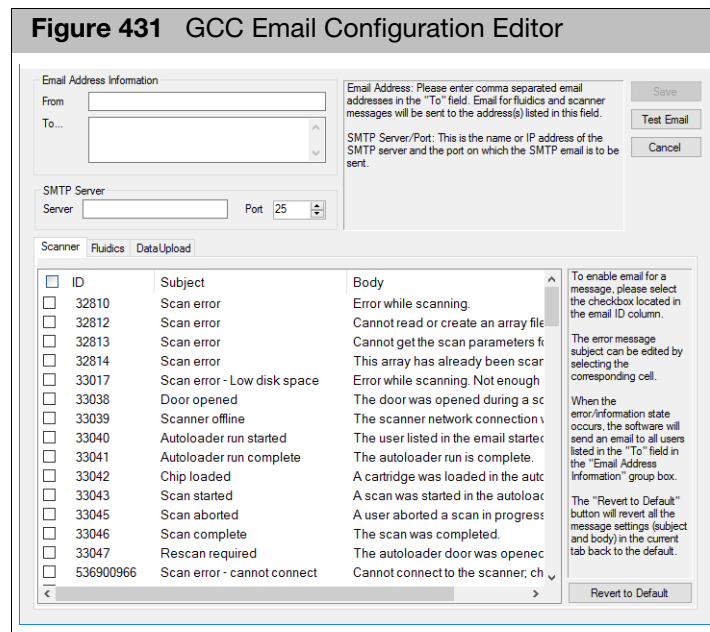 Figure 431 GCC Email Configuration Editor
Email Address Information
From
To...
Email Address: Please enter comma separated email
addresses in the "To" field. Email for fluidics and scanner
messages will be sent to the address(s) listed in
this field.
SMTP Server/Port: This is the name or IP address of the
SMTP server and the port on which the SMTP email is to be
sent.
Save
Test Email
Cancel
SMTP Server
Server
Port 25
Scanner Fluidics DataUpload
ID Subject Body
32810 Scan error Error while scanning.
32812 Scan error Cannot read or create an array file
32813 Scan error Cannot get the scan parameters fo
32814 Scan error This array has already been scan
33017 Scan error - Low disk space Error while scanning. Not enough
33038 Door opened The door was opened during a sc
33039 Scanner offline The scanner network connection w
33040 Autoloader run started The user listed in the email started
33041 Autoloader run complete The autoloader run is complete.
33042 Chip loaded A cartridge was loaded in the auto
33043 Scan started A scan was started in the autoload
33045 Scan aborted A user aborted a scan in progress
33046 Scan complete The scan was completed.
33047 Rescan required The autoloader door was opened
536900966 Scan error - cannot connect Cannot connect to the scanner; ch
To enable email for a
message, please select
the checkbox located in
the email ID column.
The error message
subject can be edited by
selecting the
corresponding cell.
When the
error/information state
occurs, the software will
send an email to all users
listed in the "To" field in
the "Email Address
Information" group box.
The "Revert to Default"
button will revert all the
message settings (subject
and body) in the current
tab back to the default.
Revert to Default